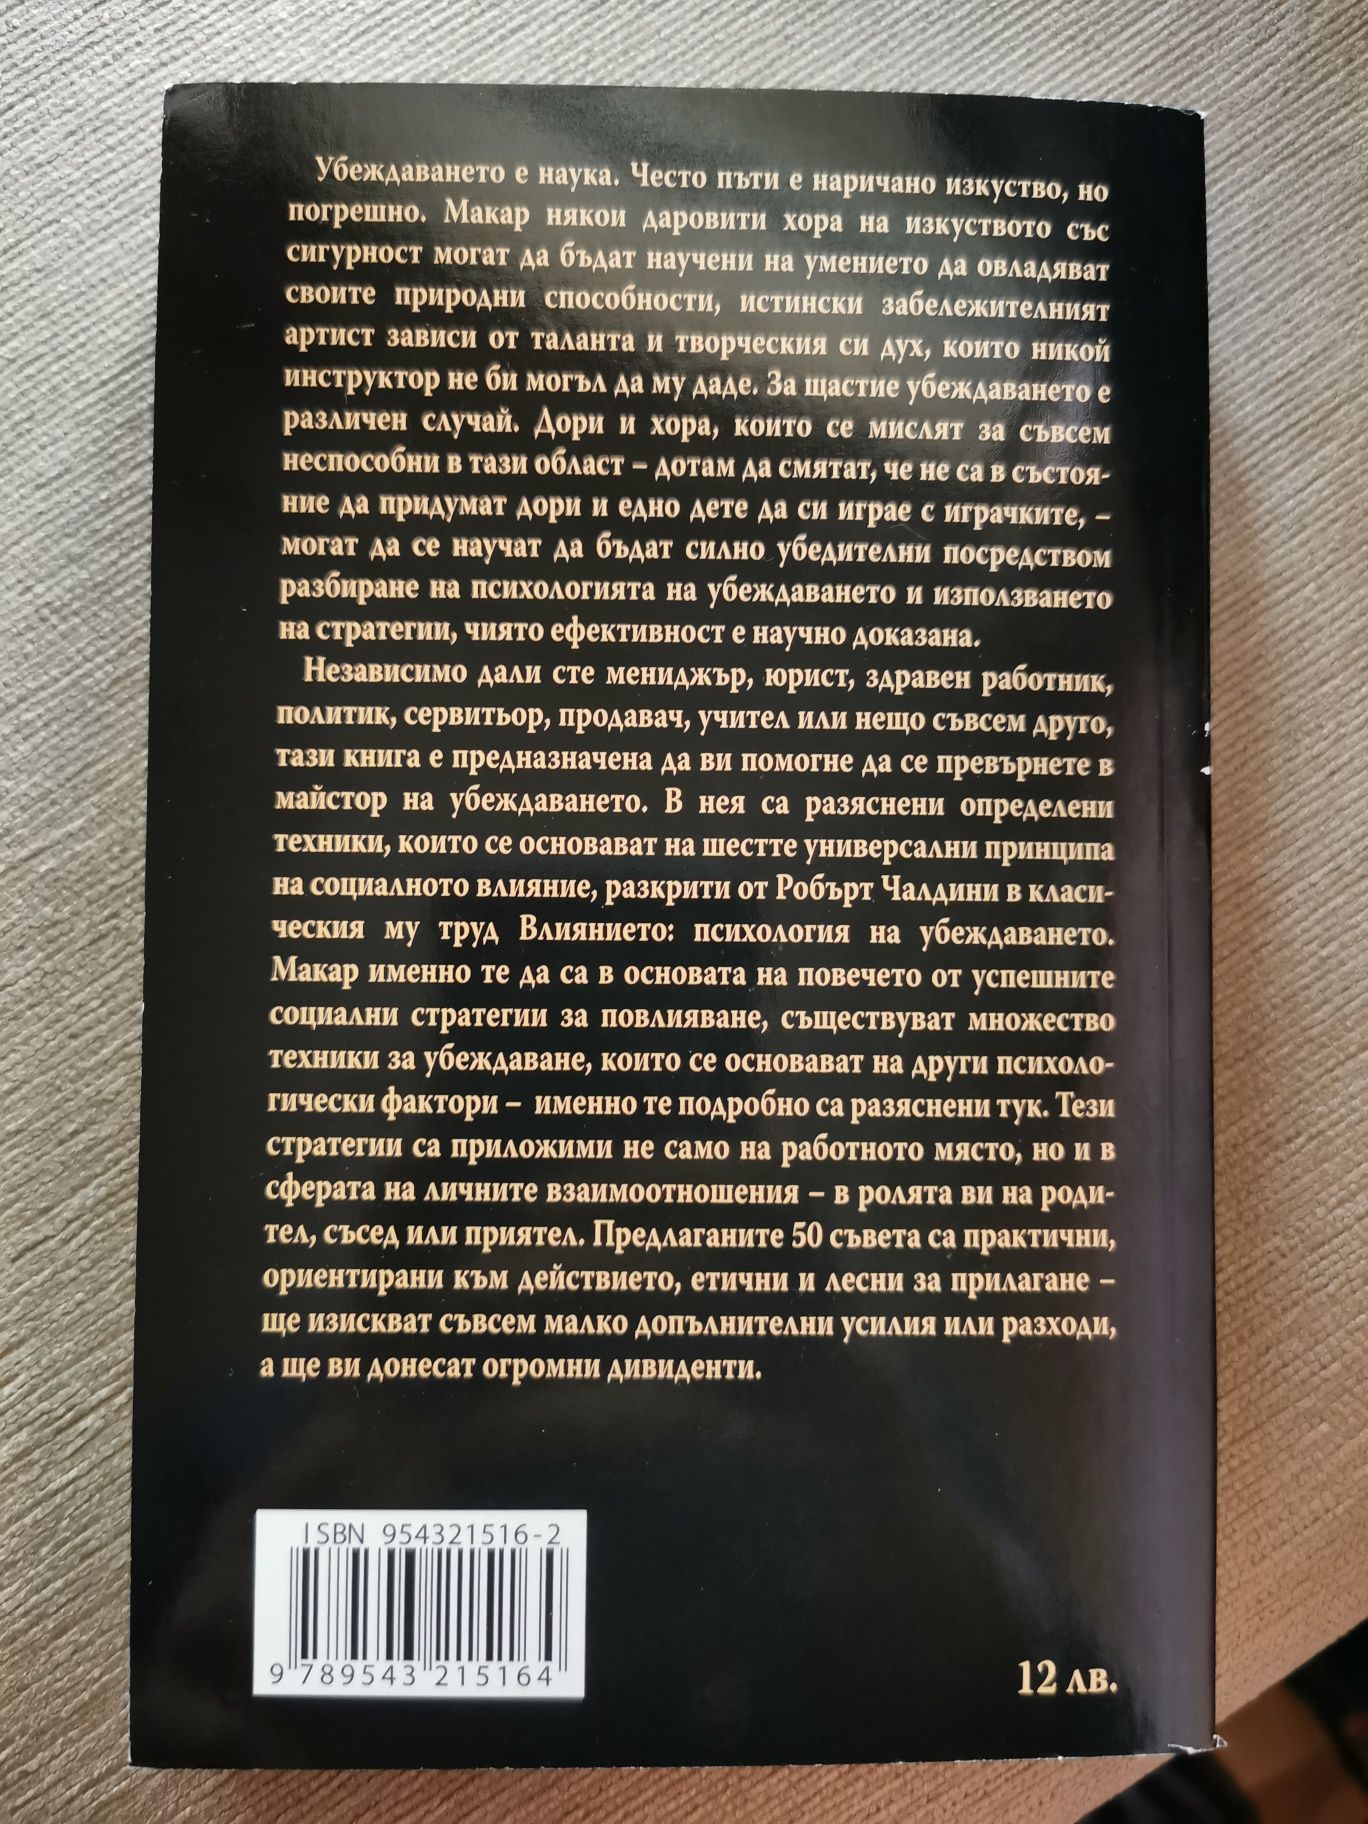 Убеждаването е наука. Често пъти е наричано изкуство, но
погрешно. Макар някои даровити хора на изкуството със
сигурност могат да бъдат научени на умението да овладяват
своите природни способности, истински забележителният
артист зависи от таланта и творческия си дух, които никой
инструктор не би могъл да му даде. За щастие убеждаването е
различен случай. Дори и хора, които се мислят за съвсем
неспособни в тази област – дотам да смятат, че не са в състоя-
ние да придумат дори и едно дете да си играе с играчките, –
могат да се научат да бъдат силно убедителни посредством
разбиране на психологията на убеждаването и използването
на стратегии, чиято ефективност е научно доказана.
Независимо дали сте мениджър, юрист, здравен работник,
политик, сервитьор, продавач, учител или нещо съвсем друго,
тази книга е предназначена да ви помогне да се превърнете в
майстор на убеждаването. В нея са разяснени определени
техники, които се основават на шестте универсални принципа
на социалното влияние, разкрити от Робърт Чалдини в класи-
ческия му труд Влиянието: психология на убеждаването.
Макар именно те да са в основата на повечето от успешните
социални стратегии за повлияване, съществуват множество
техники за убеждаване, които се основават на други психоло-
гически фактори – именно те подробно са разяснени тук. Тези
стратегии са приложими не само на работното място, но и в
сферата на личните взаимоотношения – в ролята ви на роди-
тел, съсед или приятел. Предлаганите 50 съвета са практични,
ориентирани към действието, етични и лесни за прилагане –
ще изискват съвсем малко допълнителни усилия или разходи,
а ще ви донесат огромни дивиденти.
ISBN 954321516-2
9 789543 215164
12 лв.